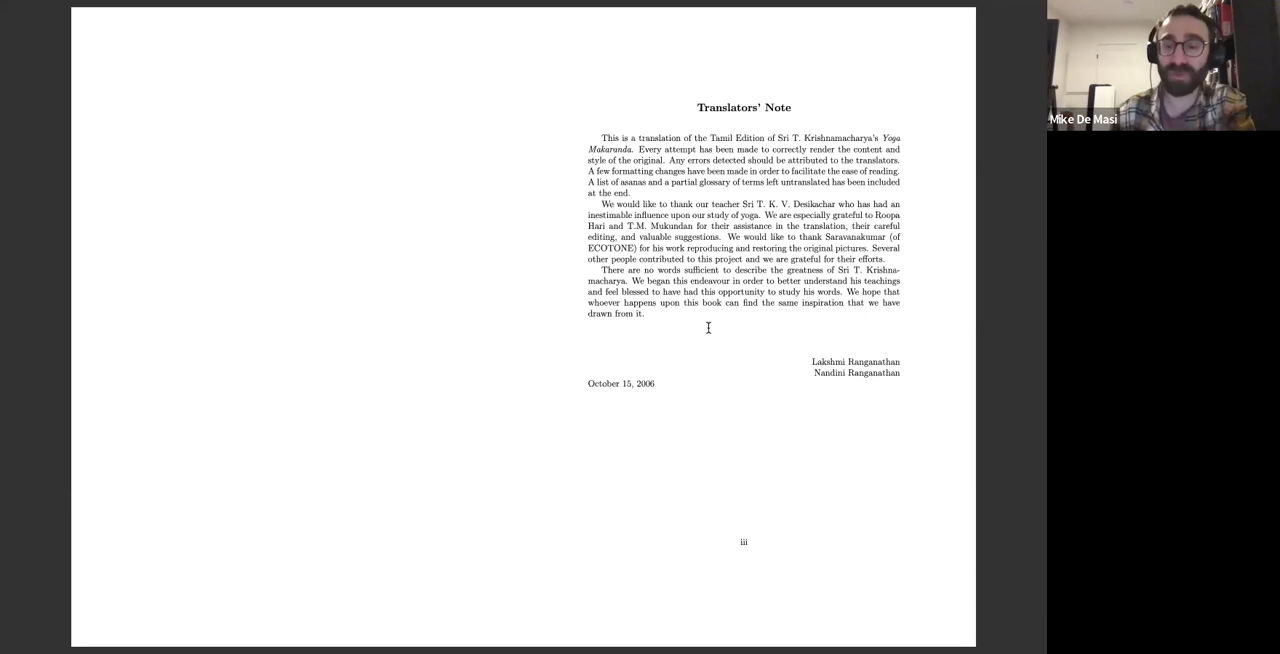 Translators' Note
This is a translation of the Tamil Edition of Sri T. Krishnamacharya's Yoga
Makaranda. Every attempt has been made to correctly render the content and
style of the original. Any errors detected should be attributed to the translators.
A few formatting changes have been made in order to facilitate the ease of reading.
A list of asanas and a partial glossary of terms left untranslated has been included
at the end.
We would like to thank our teacher Sri T. K. V. Desikachar who has had an
inestimable influence upon our study of yoga. We are especially grateful to Roopa
Hari and T.M. Mukundan for their assistance in the translation, their careful
editing, and valuable suggestions. We would like to thank Saravanakumar (of
ECOTONE) for his work reproducing and restoring the original pictures. Several
other people contributed to this project and we are grateful for their efforts.
There are no words sufficient to describe the greatness of Sri T. Krishna-
macharya. We began this endeavour in order to better understand his teachings
and feel blessed to have had this opportunity to study his words. We hope that
whoever happens upon this book can find the same inspiration that we have
drawn from it.
Lakshmi Ranganathan
Nandini Ranganathan
October 15, 2006
iii
Mike De Masi